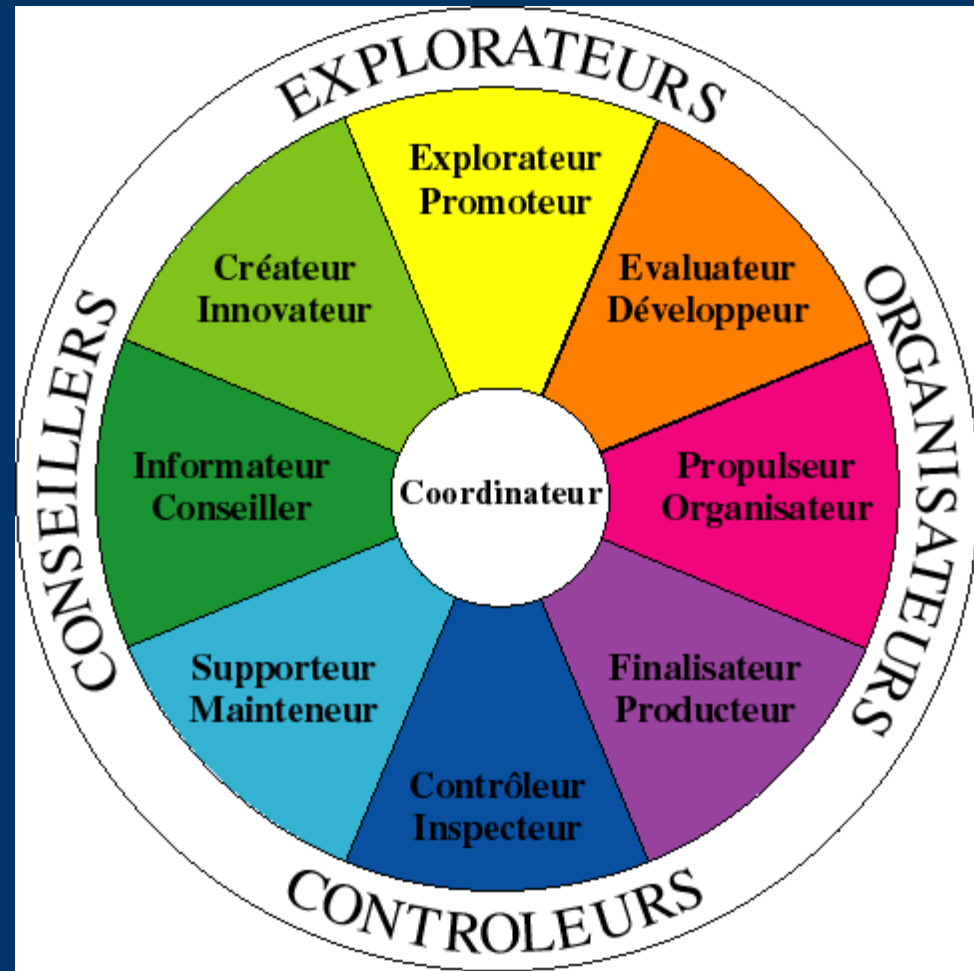 EXPLORATEURS
Explorateur
Promoteur
Créateur
Innovateur
Evaluateur
Développeur
CONSEILLERS
ORGANISATEURS
Informateur
Conseiller
Coordinateur
Propulseur
Organisateur
Supporteur
Mainteneur
Finalisateur
Producteur
Contrôleur
Inspecteur
CONTROLEURS